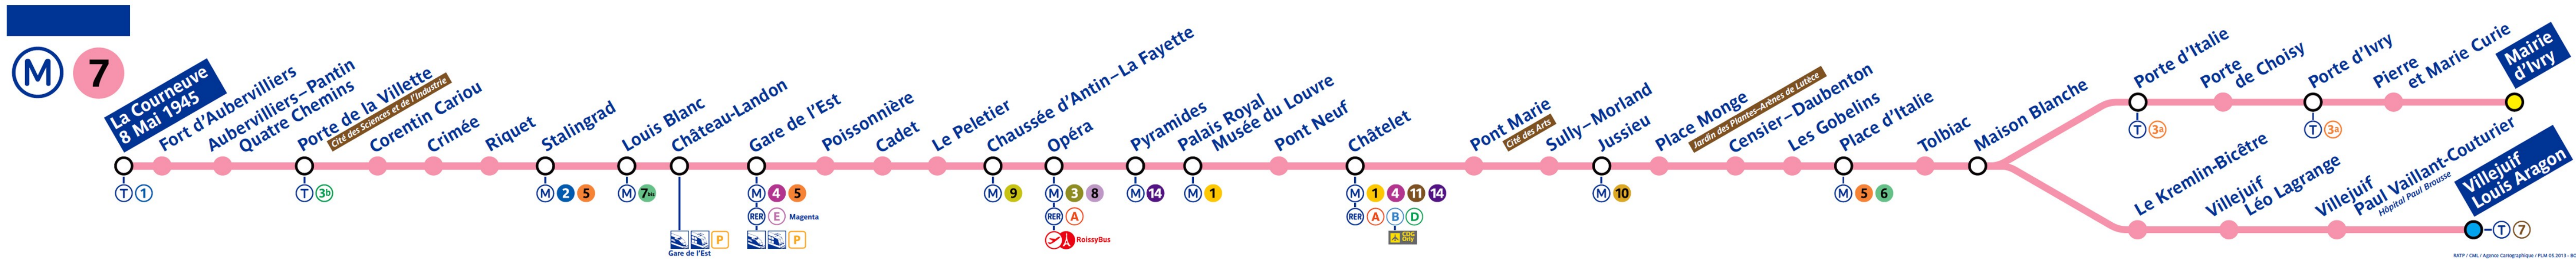 M 7
La Courneuve
8 Mai 1945
T 1
Fort d'Aubervilliers
Aubervilliers–Pantin
Quatre Chemins
Porte de la Villette
Cité des Sciences et de l'Industrie
T 3b
Corentin Cariou
Crimée
Riquet
Stalingrad
M 2 5
Louis Blanc
M 7bis
Château-Landon
P
Gare de l'Est
Gare de l'Est
M 4 5
RER E Magenta
P
Poissonnière
Cadet
Le Peletier
Chaussée d'Antin–La Fayette
M 9
Opéra
M 3 8
RER A
RoissyBus
Pyramides
M 14
Palais Royal
Musée du Louvre
M 1
Pont Neuf
Châtelet
M 1 4 11 14
RER A B D
CDG
Orly
Pont Marie
Cité des Arts
Sully–Morland
Jussieu
M 10
Place Monge
Jardin des Plantes–Arènes de Lutèce
Censier–Daubenton
Les Gobelins
Place d'Italie
M 5 6
Tolbiac
Maison Blanche
Porte d'Italie
T 3a
Porte
de Choisy
Porte d'Ivry
T 3a
Pierre
et Marie Curie
Mairie
d'Ivry
Le Kremlin-Bicêtre
Villejuif
Léo Lagrange
Villejuif
Paul Vaillant-Couturier
Hôpital Paul Brousse
Villejuif
Louis Aragon
T 7
RATP / CML / Agence Cartographique / PLM 05.2013 - BO